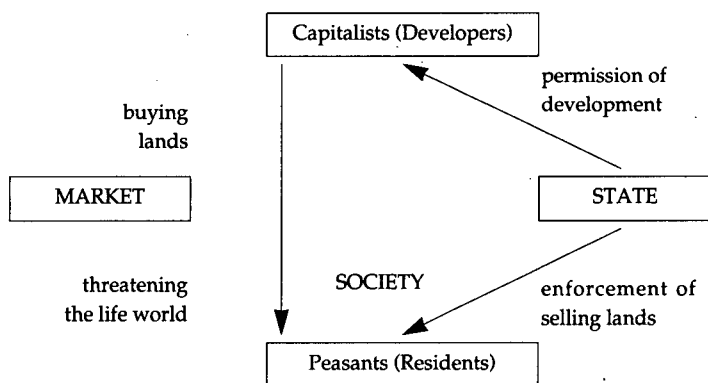 Capitalists (Developers)
permission of
development
buying
lands
MARKET
STATE
threatening
the life world
SOCIETY
enforcement of
selling lands
Peasants (Residents)